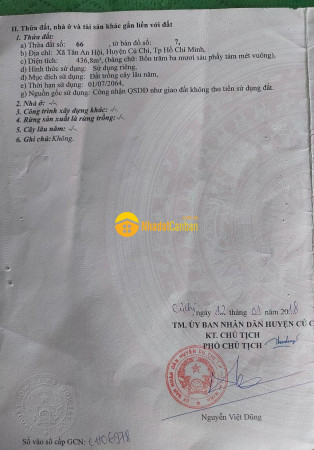 II. Thửa đất, nhà ở và tài sản khác gắn liền với đất
1. Thửa đất:
a) Thửa đất số: 66 , tờ bản đồ số: 7,
b) Địa chỉ: Xã Tân An Hội, Huyện Củ Chi, Tp Hồ Chí Minh,
c) Diện tích: 436,8m², (bằng chữ: Bốn trăm ba mươi sáu phẩy tám mét vuông),
d) Hình thức sử dụng: Sử dụng riêng,
đ) Mục đích sử dụng: Đất trồng cây lâu năm,
e) Thời hạn sử dụng: 01/07/2064,
g) Nguồn gốc sử dụng: Công nhận QSDĐ như giao đất không thu tiền sử dụng đất.
2. Nhà ở: -/-.
3. Công trình xây dựng khác: -/-.
4. Rừng sản xuất là rừng trồng: -/-.
5. Cây lâu năm: -/-.
6. Ghi chú: Không.
NhadatCanban
Củ Chi, ngày 12 tháng 01
TM. ỦY BAN NHÂN DÂN HUYỆN CỦ C
KT. CHỦ TỊCH
PHÓ CHỦ TỊCH
Nguyễn Việt Dũng
Số vào sổ cấp GCN: